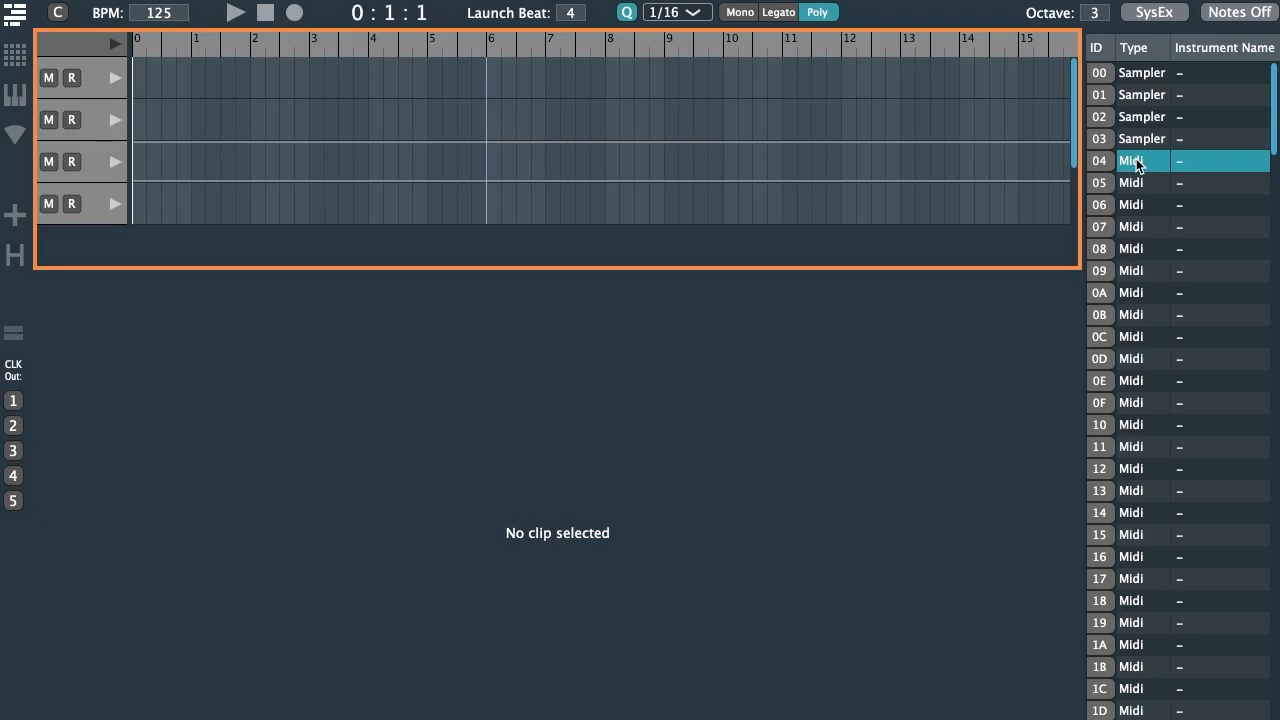 C BPM: 125 0 : 1 : 1 Launch Beat: 4 Q 1/16 Mono Legato Poly Octave: 3 SysEx Notes Off
0 1 2 3 4 5 6 7 8 9 10 11 12 13 14 15
M R
M R
M R
M R
H
CLK
Out:
1
2
3
4
5
No clip selected
ID Type Instrument Name
00 Sampler –
01 Sampler –
02 Sampler –
03 Sampler –
04 Midi –
05 Midi –
06 Midi –
07 Midi –
08 Midi –
09 Midi –
0A Midi –
0B Midi –
0C Midi –
0D Midi –
0E Midi –
0F Midi –
10 Midi –
11 Midi –
12 Midi –
13 Midi –
14 Midi –
15 Midi –
16 Midi –
17 Midi –
18 Midi –
19 Midi –
1A Midi –
1B Midi –
1C Midi –
1D Midi –